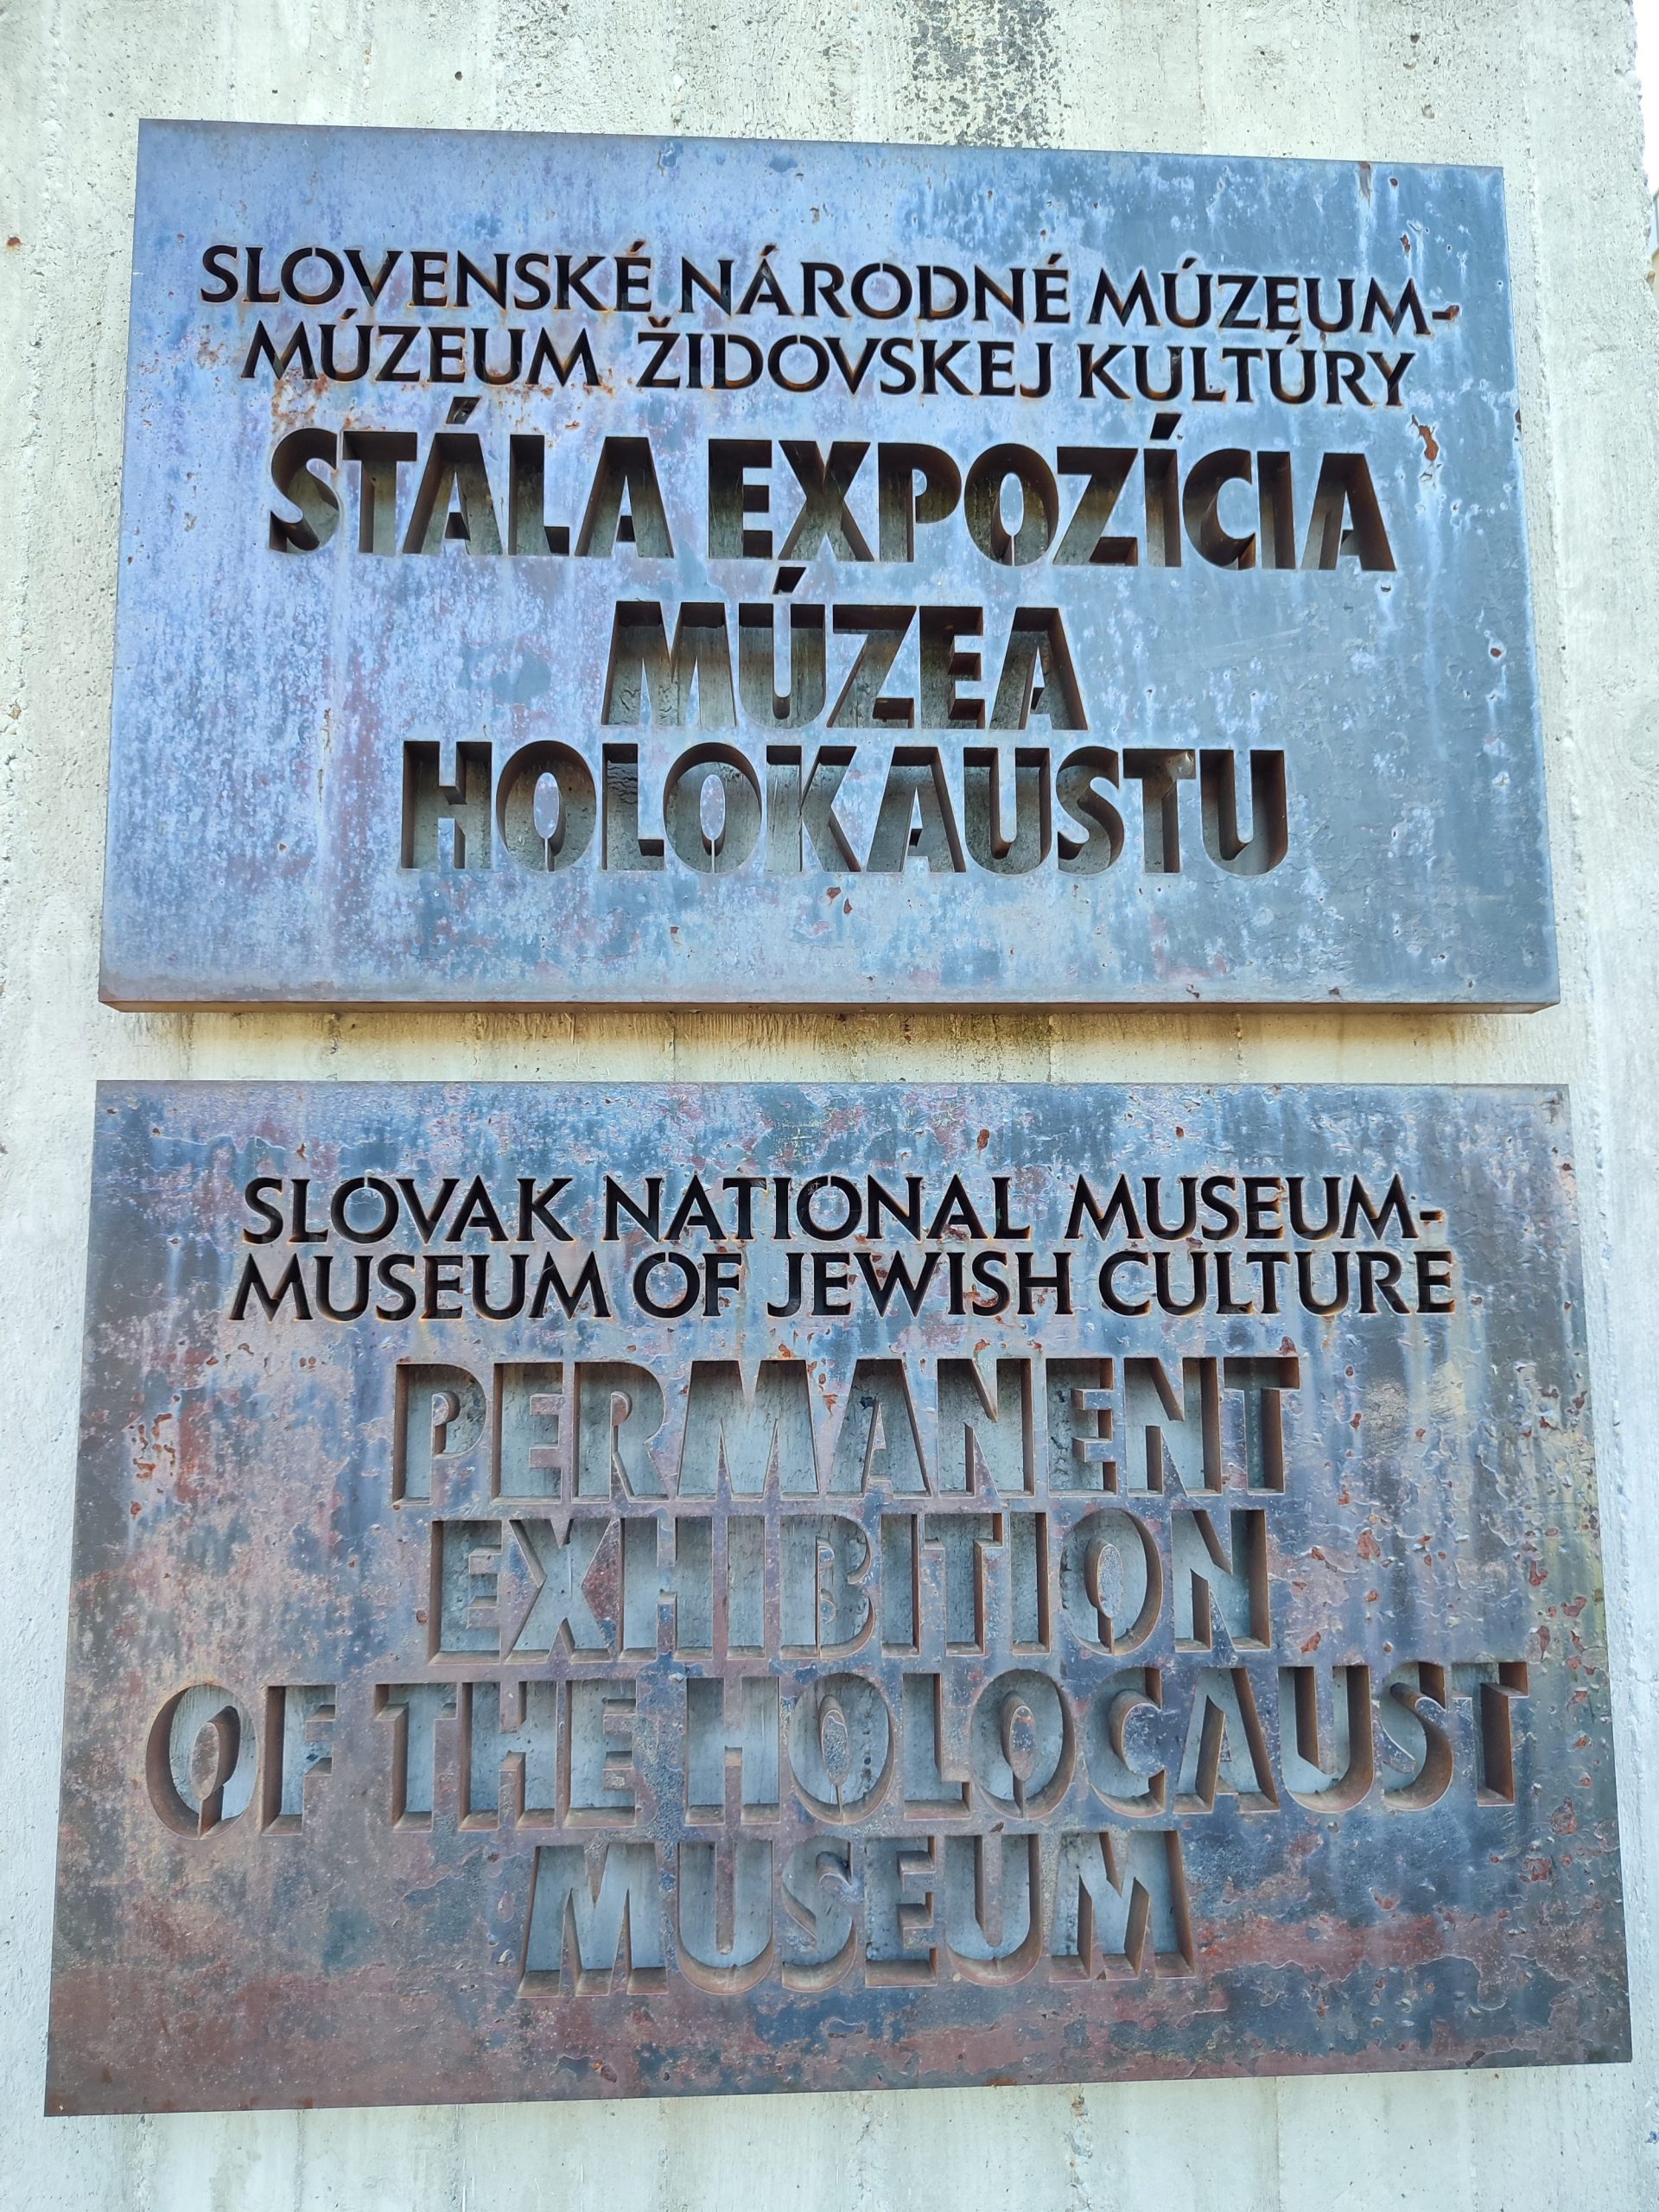 SLOVENSKÉ NÁRODNÉ MÚZEUM-
MÚZEUM ŽIDOVSKEJ KULTÚRY
STÁLA EXPOZÍCIA
MÚZEA
HOLOKAUSTU
SLOVAK NATIONAL MUSEUM-
MUSEUM OF JEWISH CULTURE
PERMANENT
EXHIBITION
OF THE HOLOCAUST
MUSEUM